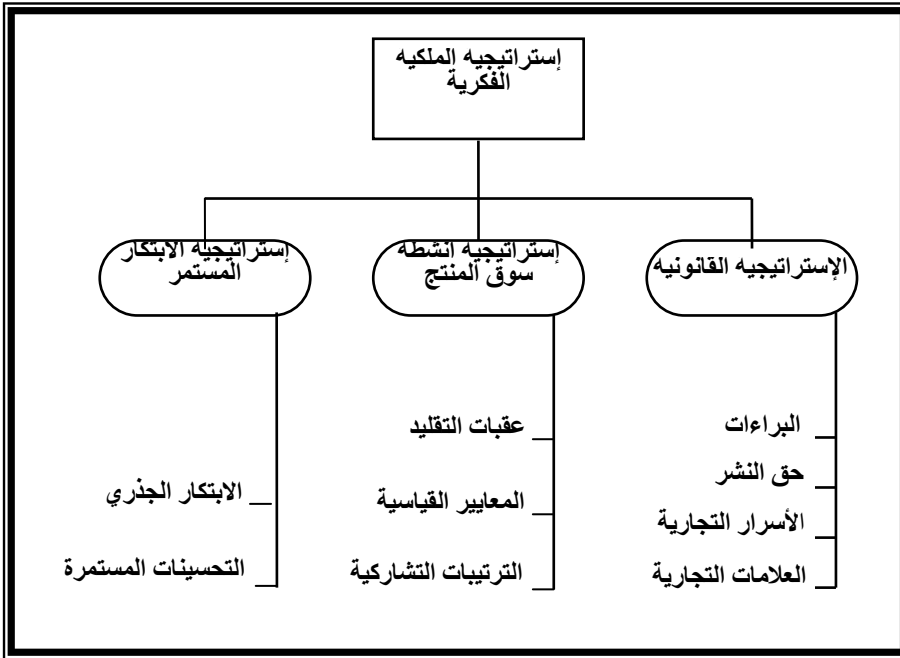 إستراتيجيه الملكيه
الفكرية
الإستراتيجيه القانونيه
إستراتيجيه انشطة
سوق المنتج
إستراتيجيه الابتكار
المستمر
البراءات
حق النشر
الأسرار التجارية
العلامات التجارية
عقبات التقليد
المعايير القياسية
الترتيبات التشاركية
الابتكار الجذري
التحسينات المستمرة